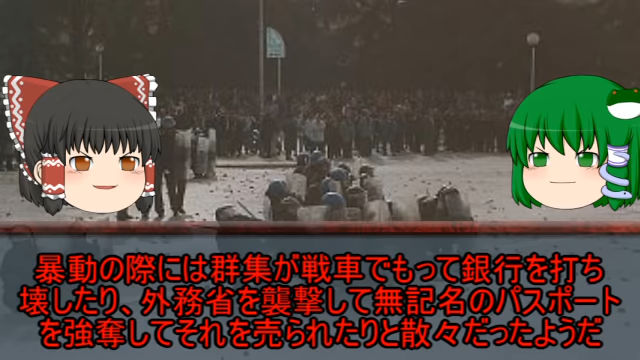 暴動の際には群集が戦車でもって銀行を打ち
壊したり、外務省を襲撃して無記名のパスポート
を強奪してそれを売られたりと散々だったようだ